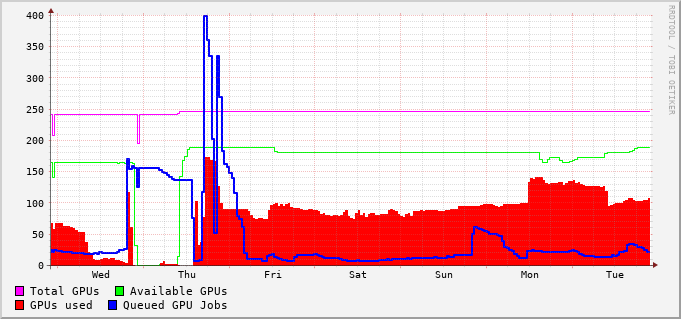 400
350
300
250
200
150
100
50
0
Wed Thu Fri Sat Sun Mon Tue
Total GPUs Available GPUs
GPUs used Queued GPU Jobs
RRDTOOL / TOBI OETIKER